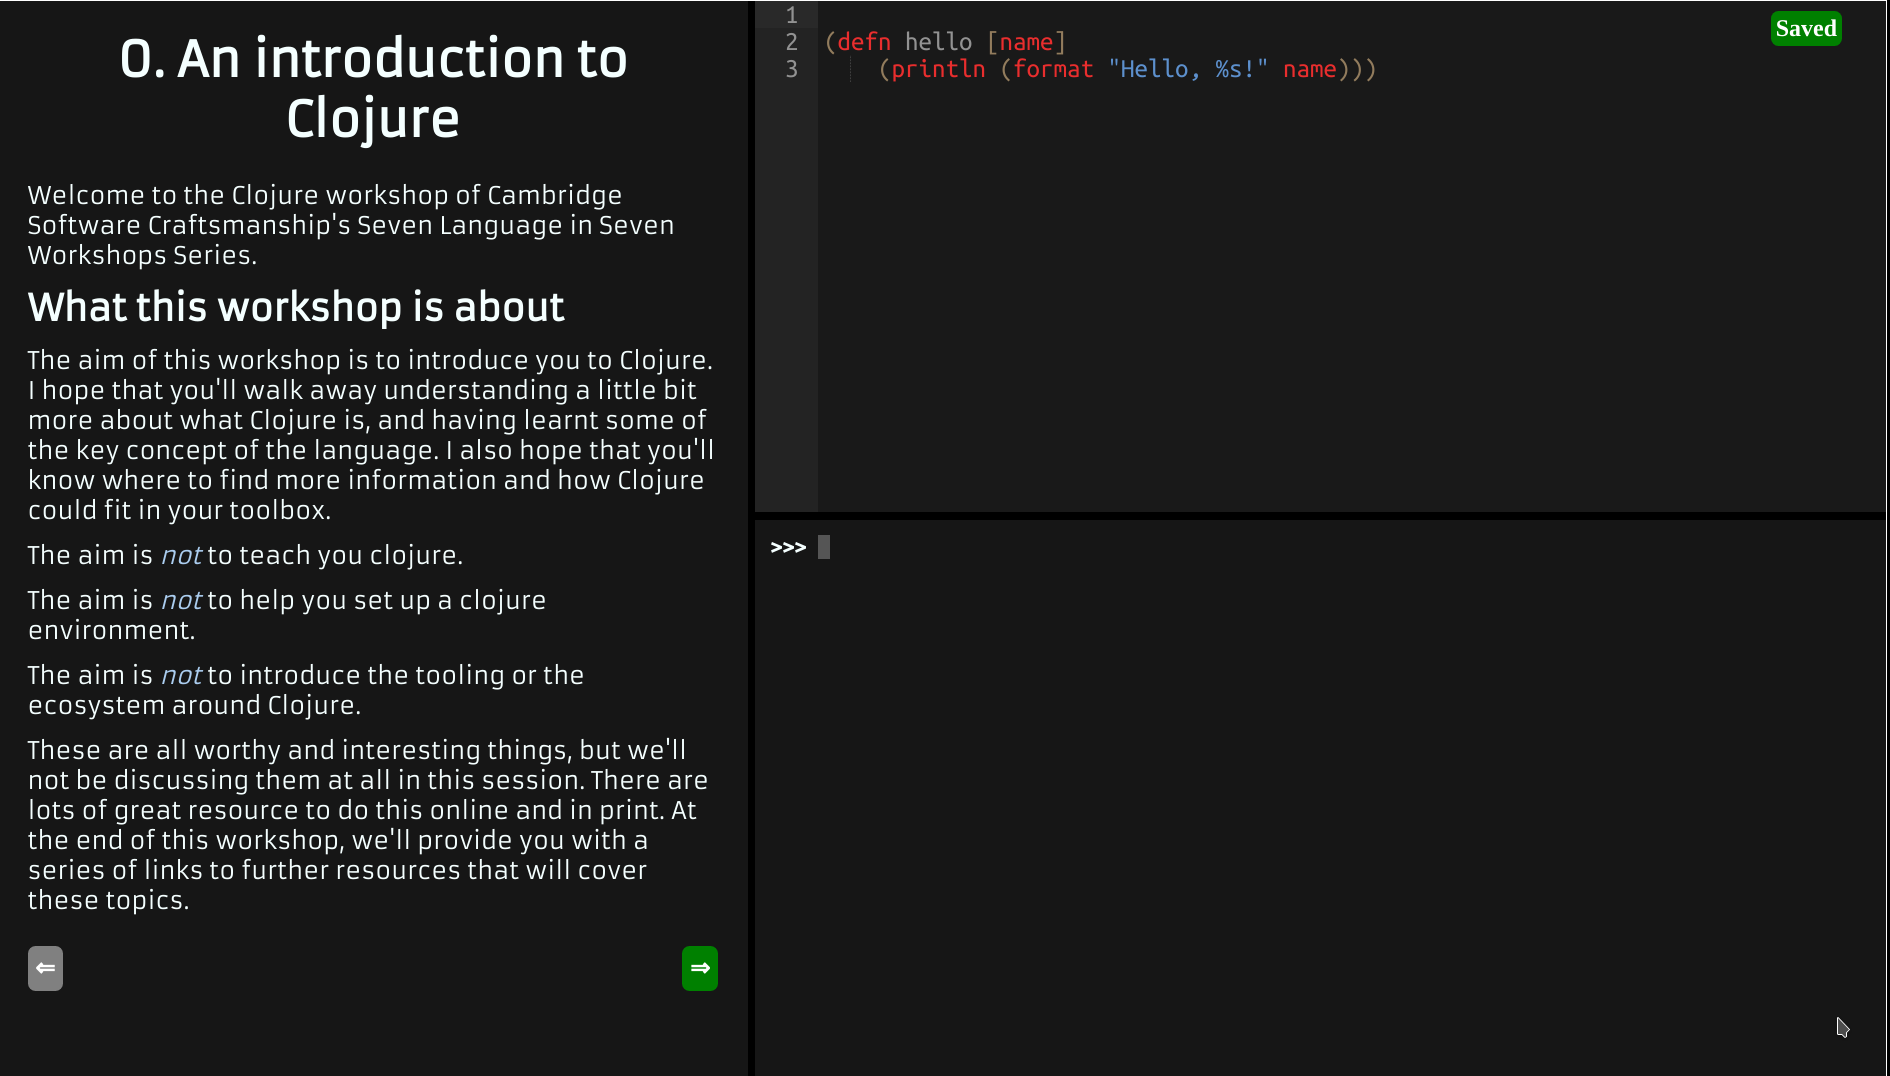 0. An introduction to
Clojure
Welcome to the Clojure workshop of Cambridge
Software Craftsmanship's Seven Language in Seven
Workshops Series.
What this workshop is about
The aim of this workshop is to introduce you to Clojure.
I hope that you'll walk away understanding a little bit
more about what Clojure is, and having learnt some of
the key concept of the language. I also hope that you'll
know where to find more information and how Clojure
could fit in your toolbox.
The aim is not to teach you clojure.
The aim is not to help you set up a clojure
environment.
The aim is not to introduce the tooling or the
ecosystem around Clojure.
These are all worthy and interesting things, but we'll
not be discussing them at all in this session. There are
lots of great resource to do this online and in print. At
the end of this workshop, we'll provide you with a
series of links to further resources that will cover
these topics.
⇐ ⇒
1
2 (defn hello [name]
3 (println (format "Hello, %s!" name)))
Saved
>>>